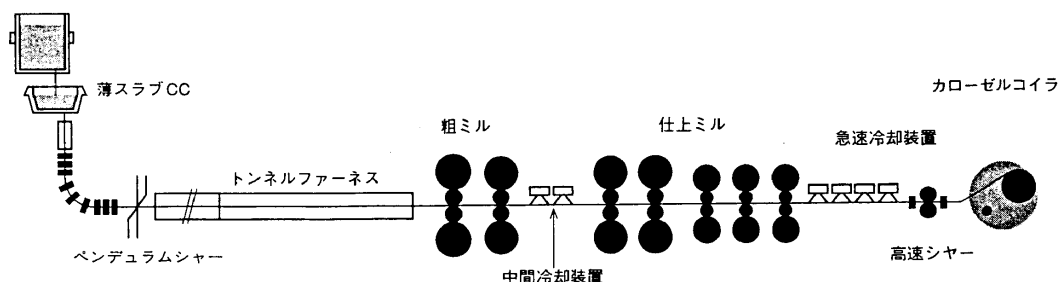 薄スラブCC
カローゼルコイラ
粗ミル
仕上ミル
急速冷却装置
トンネルファーネス
ペンデュラムシャー
中間冷却装置
高速シヤー